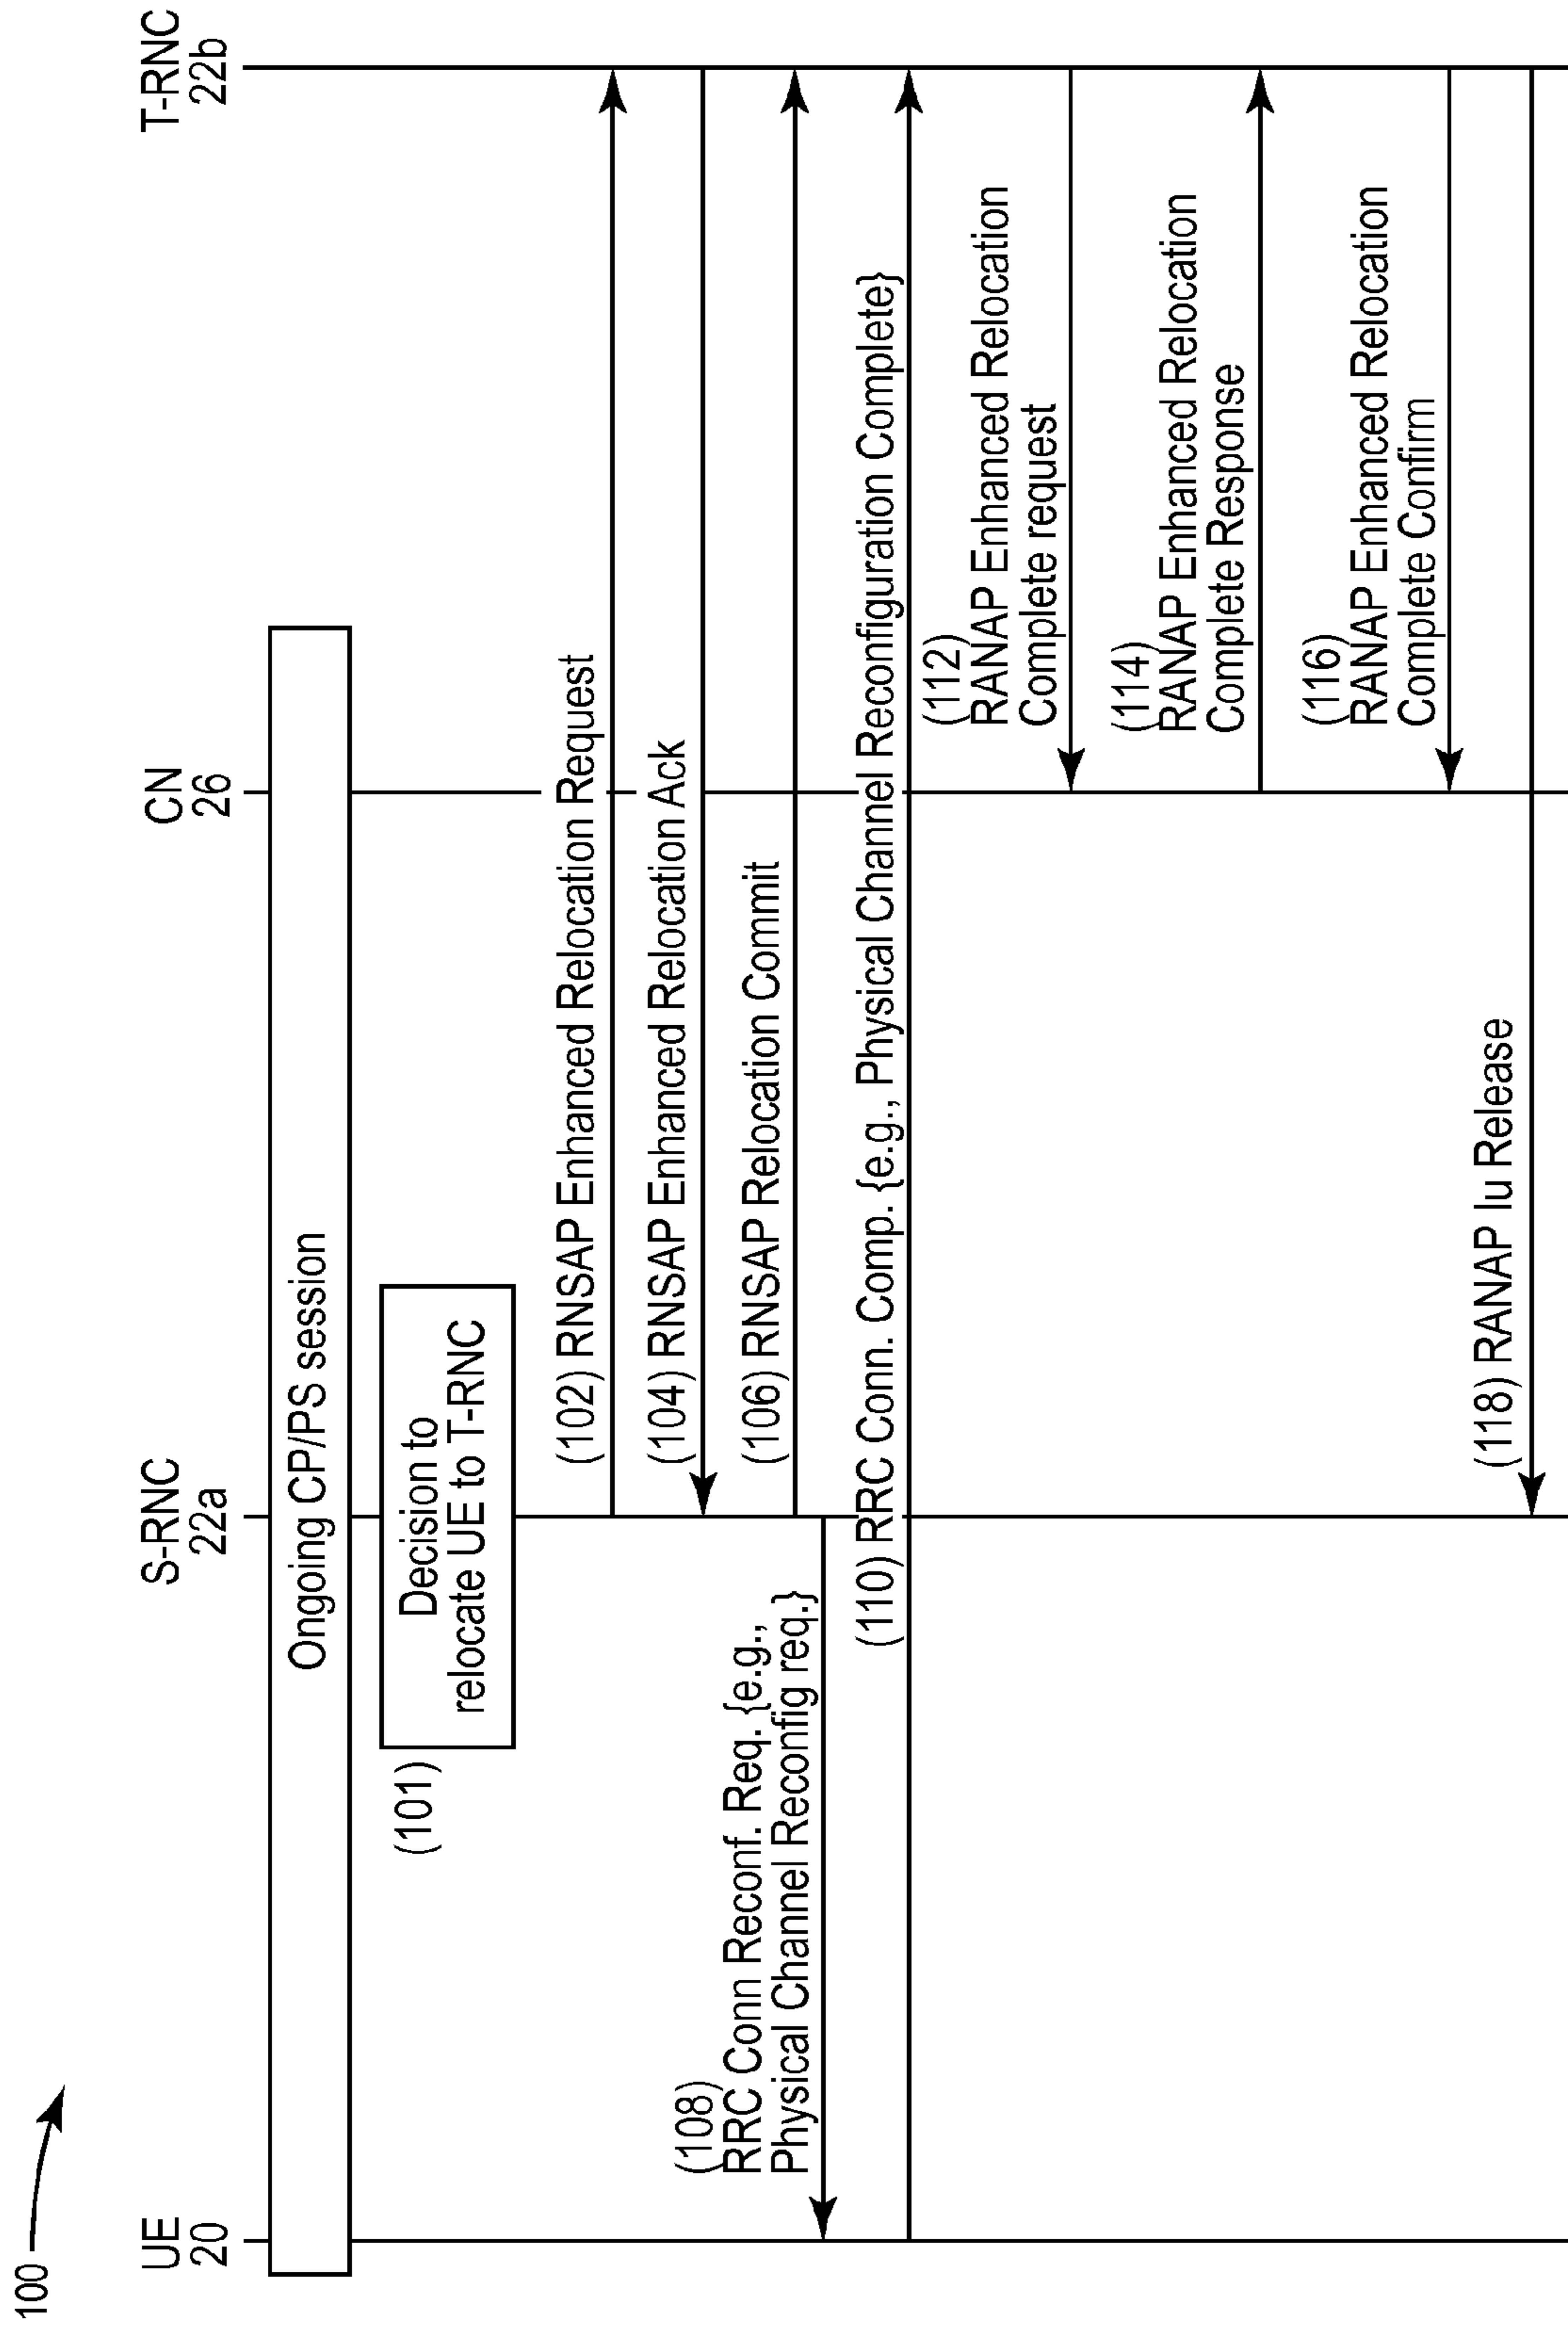 100
UE
20
S-RNC
22a
CN
26
T-RNC
22b
Ongoing CP/PS session
(101)
Decision to
relocate UE to T-RNC
(102) RNSAP Enhanced Relocation Request
(104) RNSAP Enhanced Relocation Ack
(106) RNSAP Relocation Commit
(108)
RRC Conn Reconf. Req. {e.g.,
Physical Channel Reconfig req.}
(110) RRC Conn. Comp. {e.g., Physical Channel Reconfiguration Complete}
(112)
RANAP Enhanced Relocation
Complete request
(114)
RANAP Enhanced Relocation
Complete Response
(116)
RANAP Enhanced Relocation
Complete Confirm
(118) RANAP Iu Release